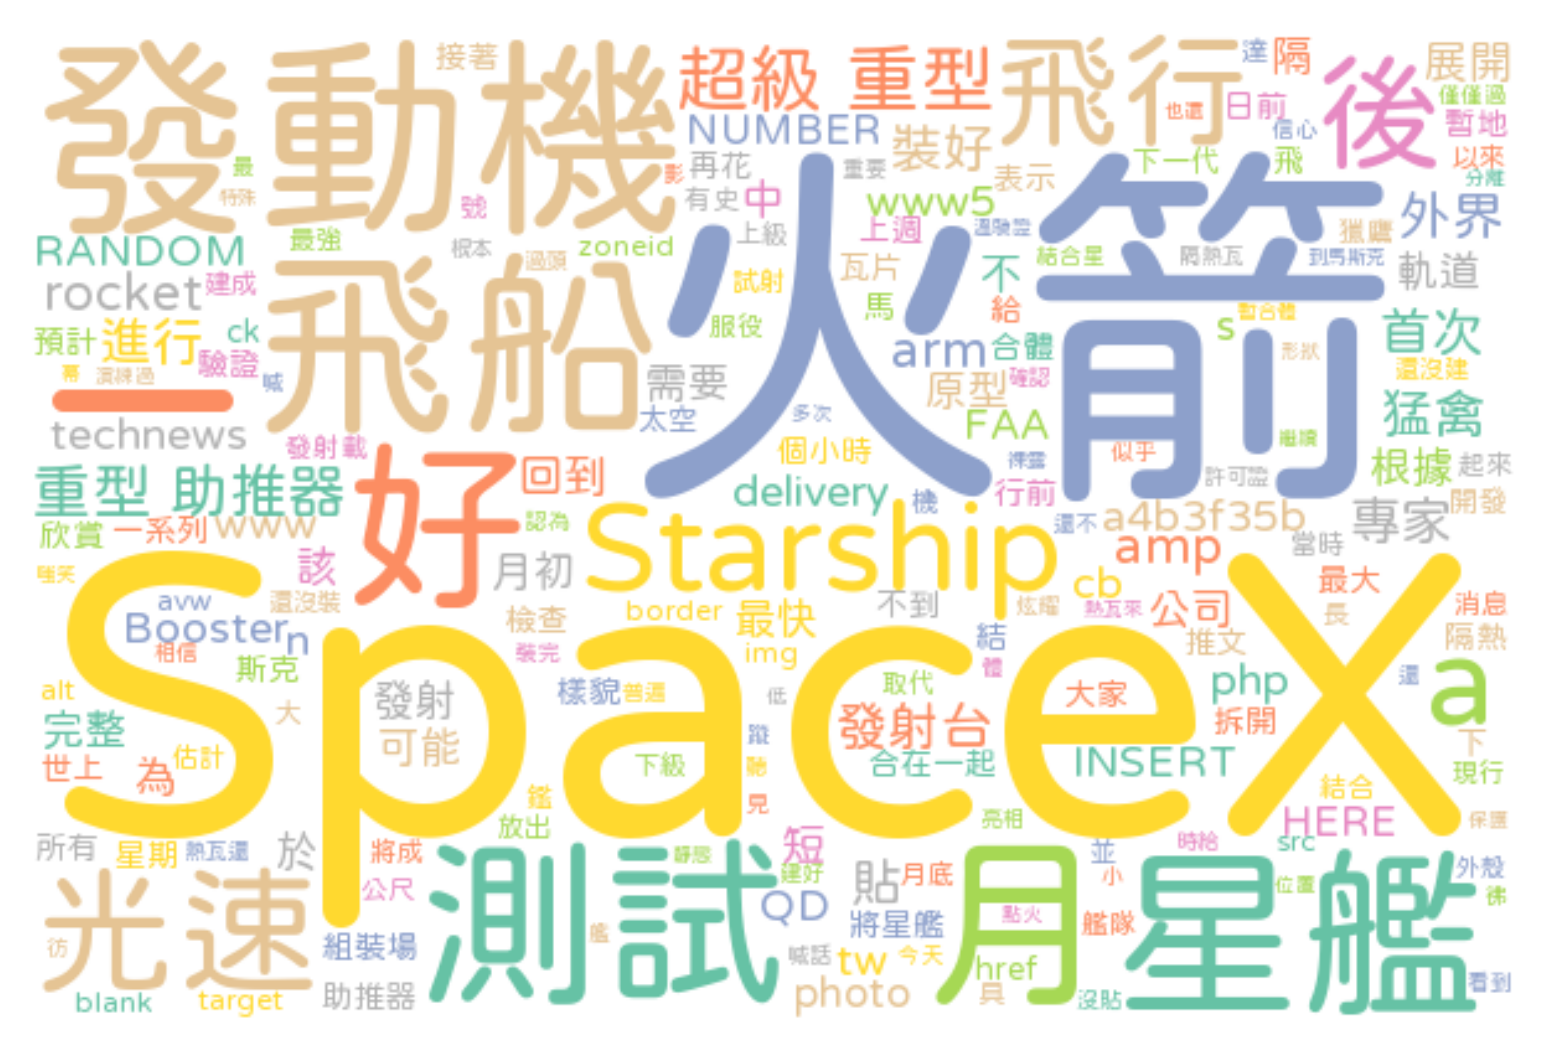 發動機
接著
超級 重型
飛行
達
隔
後
展開
僅僅過
暫地
以來
分離
日前
也還
信心
NUMBER
裝好
最
特殊
影
再花
重要
表示
下一代
飛
號
有史
中
www5
上週
溫馨證
獵鷹
外界
RANDOM
最強
根本
過頭
zoneid
上級
瓦片
不
結合星
隔熱瓦
到馬斯克
軌道
rocket
建成
飛船
試射
火箭
馬
給
暫合體
s
預計
進行
ck
驗證
服役
arm
合體
首次
形狀
還沒建
幕
演練過
喊
需要
原型
確認
猛禽
一
technews
發射載
太空
多次
個小時
FAA
繼續
似乎
根據
起來
重型 助推器
好
回到
delivery
機
裸露
行前
許可證
開發
欣賞
一系列
www
認為
Starship
還不
a4b3f35b
專家
當時
嗤笑
該
月初
amp
cb
最大
avw
還沒裝
檢查
border
最快
不到
炫耀
熱瓦來
公司
長
消息
Booster
n
相信
裝完
img
結
推文
隔熱
SpaceX
斯克
體
alt
發射
樣貌
普通
低
取代
大家
php
還
a
完整
大
可能
蹤
發射台
拆開
下
世上
為
估計
下級
聽
合在一起
INSERT
現行
鑑
見
結合
放出
亮相
HERE
保護
所有
星期
熱瓦還
於
將成
靜態
短
並
時給
src
光速
公尺
測試
建好
貼
月底
月
小
星艦
位置
外殼
佛
彷
組裝場
艦
QD
將星艦
點火
艦隊
喊話
tw
今天
href
看到
blank
target
助推器
photo
具
沒貼